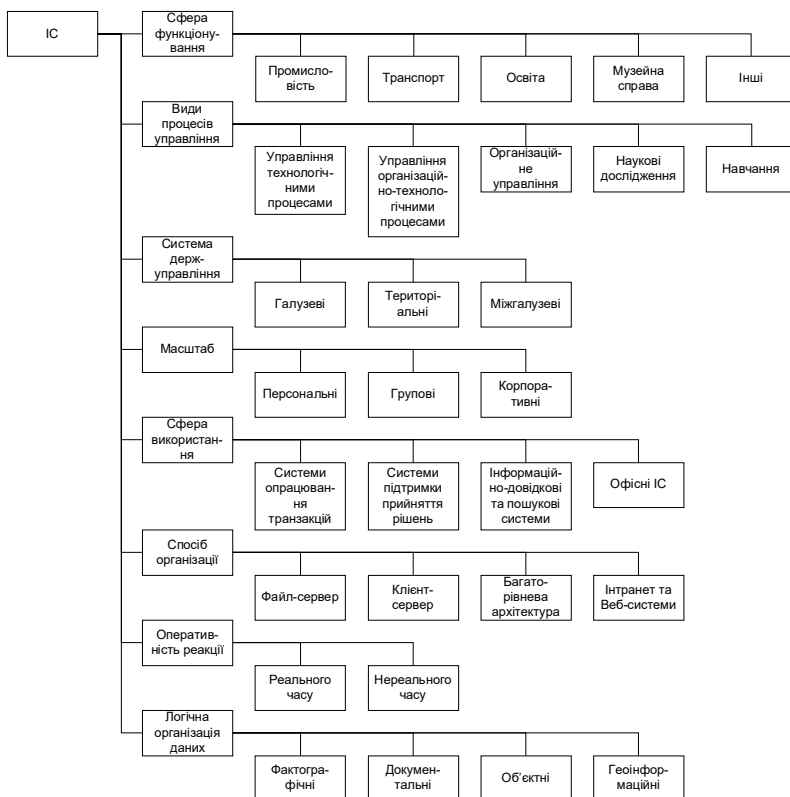 ІС
Сфера
функціону-
вання
Промисло-
вість
Транспорт
Освіта
Музейна
справа
Інші
Види
процесів
управління
Управління
технологіч-
ними
процесами
Управління
організацій-
но-техноло-
гічними
процесами
Організацій-
не
управління
Наукові
дослідження
Навчання
Система
держ-
управління
Галузеві
Територі-
альні
Міжгалузеві
Масштаб
Персональні
Групові
Корпора-
тивні
Сфера
використан-
ня
Системи
опрацюван-
ня
транзакцій
Системи
підтримки
прийняття
рішень
Інформацій-
но-довідкові
та пошукові
системи
Офісні ІС
Спосіб
організації
Файл-сервер
Клієнт-
сервер
Багато-
рівнева
архітектура
Інтранет та
Веб-системи
Оператив-
ність реакції
Реального
часу
Нереального
часу
Логічна
організація
даних
Фактогра-
фічні
Докумен-
тальні
Об’єктні
Геоінфор-
маційні